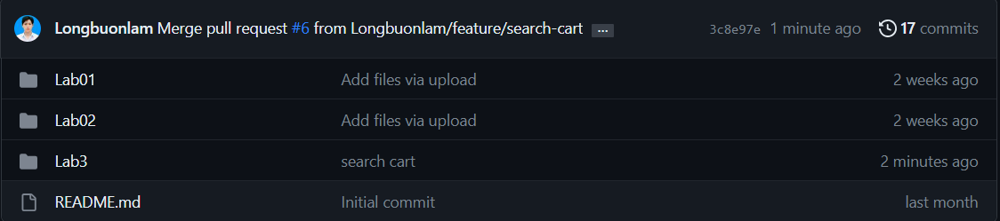 Longbuonlam Merge pull request #6 from Longbuonlam/feature/search-cart ... 3c8e97e 1 minute ago 17 commits
Lab01 Add files via upload 2 weeks ago
Lab02 Add files via upload 2 weeks ago
Lab3 search cart 2 minutes ago
README.md Initial commit last month